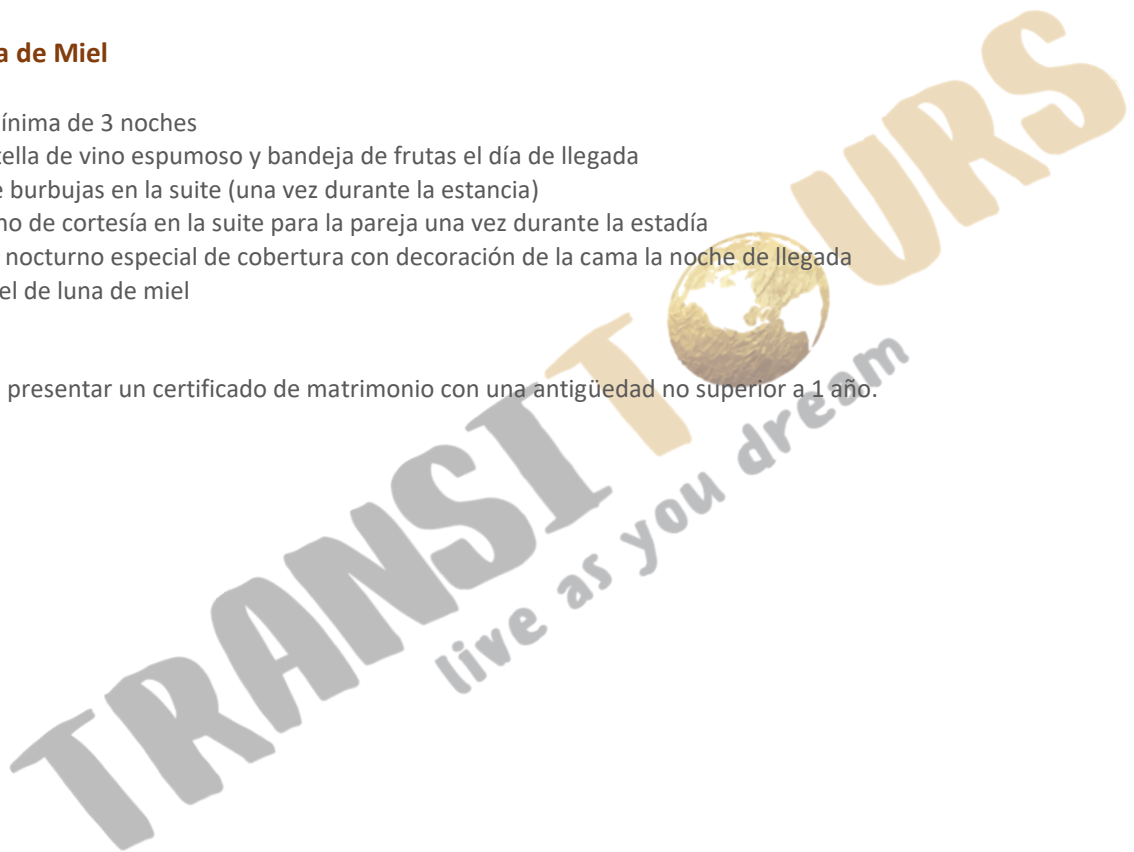 a de Miel
ínima de 3 noches
ella de vino espumoso y bandeja de frutas el día de llegada
e burbujas en la suite (una vez durante la estancia)
no de cortesía en la suite para la pareja una vez durante la estadía
nocturno especial de cobertura con decoración de la cama la noche de llegada
el de luna de miel
presentar un certificado de matrimonio con una antigüedad no superior a 1 año.
TRANSITOURS
live as you dream